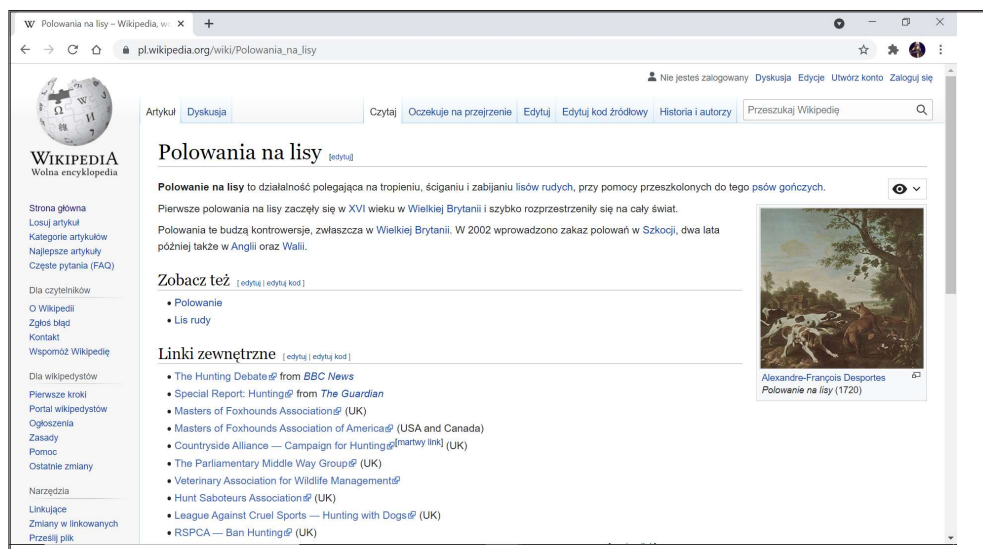 Polowania na lisy – Wikipedia, wo
pl.wikipedia.org/wiki/Polowania_na_lisy
Nie jesteś zalogowany Dyskusja Edycje Utwórz konto Zaloguj się
Artykuł Dyskusja Czytaj Oczekuje na przejrzenie Edytuj Edytuj kod źródłowy Historia i autorzy Przeszukaj Wikipedię
WIKIPEDIA
Wolna encyklopedia
Strona główna
Losuj artykuł
Kategorie artykułów
Najlepsze artykuły
Częste pytania (FAQ)
Dla czytelników
O Wikipedii
Zgłoś błąd
Kontakt
Wspomóż Wikipedię
Dla wikipedystów
Pierwsze kroki
Portal wikipedystów
Ogłoszenia
Zasady
Pomoc
Ostatnie zmiany
Narzędzia
Linkujące
Zmiany w linkowanych
Prześlij plik
Polowania na lisy [edytuj]
Polowanie na lisy to działalność polegająca na tropieniu, ściganiu i zabijaniu lisów rudych, przy pomocy przeszkolonych do tego psów gończych.
Pierwsze polowania na lisy zaczęły się w XVI wieku w Wielkiej Brytanii i szybko rozprzestrzeniły się na cały świat.
Polowania te budzą kontrowersje, zwłaszcza w Wielkiej Brytanii. W 2002 wprowadzono zakaz polowań w Szkocji, dwa lata
później także w Anglii oraz Walii.
Zobacz też [ edytuj | edytuj kod ]
• Polowanie
• Lis rudy
Linki zewnętrzne [ edytuj | edytuj kod ]
• The Hunting Debate from BBC News
• Special Report: Hunting from The Guardian
• Masters of Foxhounds Association (UK)
• Masters of Foxhounds Association of America (USA and Canada)
• Countryside Alliance — Campaign for Hunting [martwy link] (UK)
• The Parliamentary Middle Way Group (UK)
• Veterinary Association for Wildlife Management
• Hunt Saboteurs Association (UK)
• League Against Cruel Sports — Hunting with Dogs (UK)
• RSPCA — Ban Hunting (UK)
Alexandre-François Desportes
Polowanie na lisy (1720)